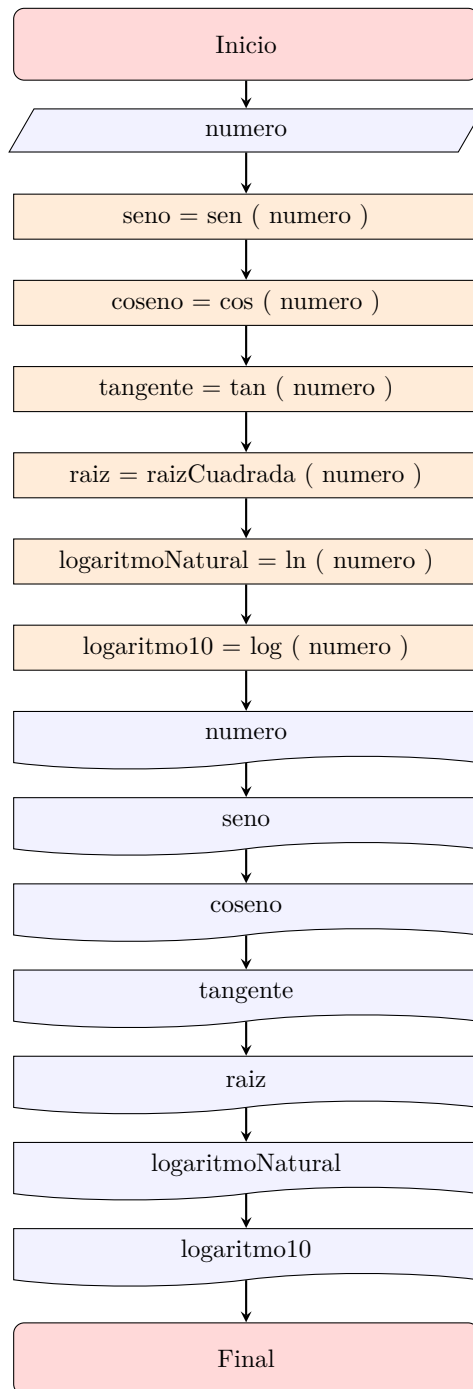 Inicio
numero
seno = sen ( numero )
coseno = cos ( numero )
tangente = tan ( numero )
raiz = raizCuadrada ( numero )
logaritmoNatural = ln ( numero )
logaritmo10 = log ( numero )
numero
seno
coseno
tangente
raiz
logaritmoNatural
logaritmo10
Final